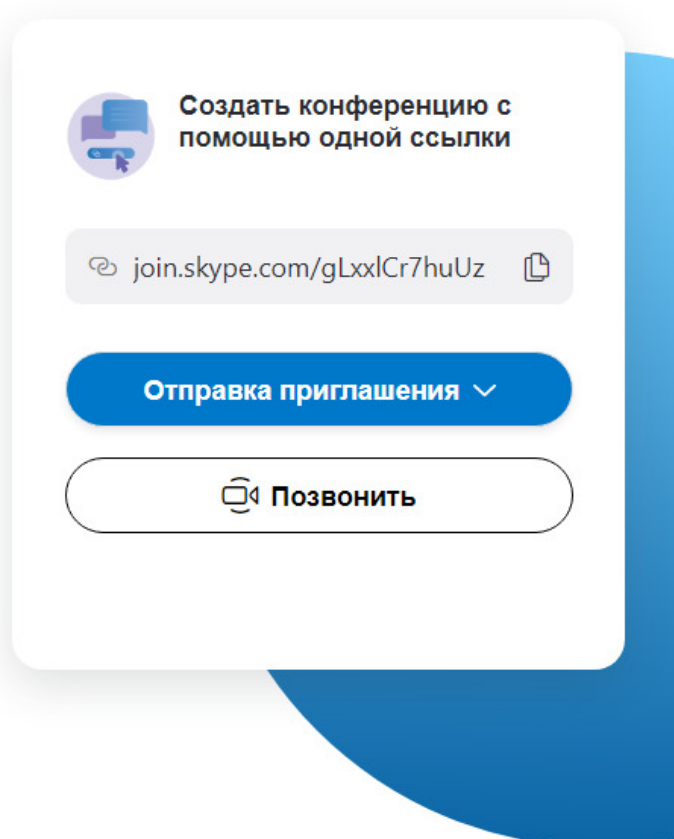 Создать конференцию с
помощью одной ссылки
join.skype.com/gLxxlCr7huUz
Отправка приглашения
Позвонить